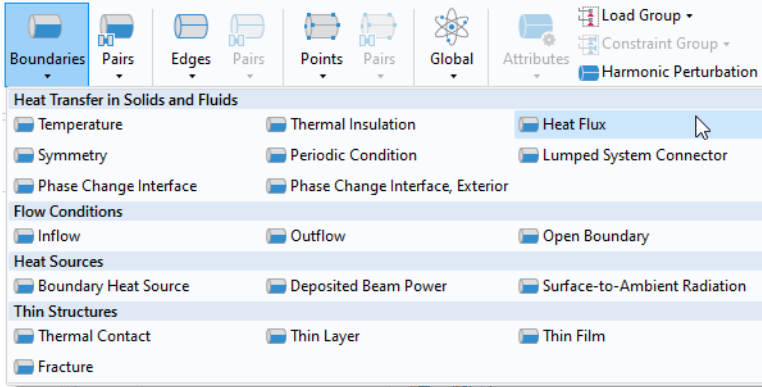 Load Group
Constraint Group
Harmonic Perturbation
Boundaries Pairs Edges Pairs Points Pairs Global Attributes
Heat Transfer in Solids and Fluids
Temperature Thermal Insulation Heat Flux
Symmetry Periodic Condition Lumped System Connector
Phase Change Interface Phase Change Interface, Exterior
Flow Conditions
Inflow Outflow Open Boundary
Heat Sources
Boundary Heat Source Deposited Beam Power Surface-to-Ambient Radiation
Thin Structures
Thermal Contact Thin Layer Thin Film
Fracture